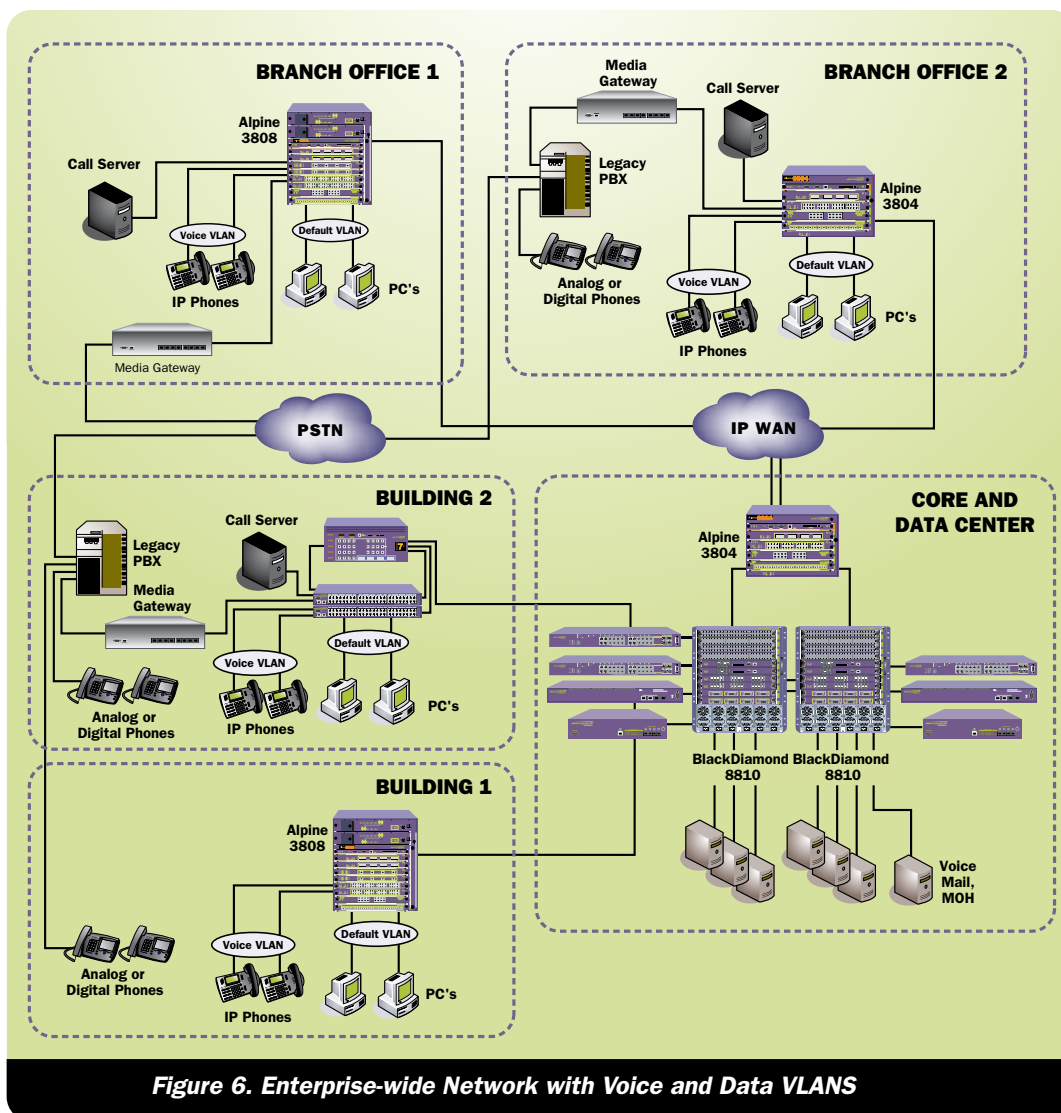 BRANCH OFFICE 1
Alpine
3808
Call Server
Voice VLAN
Default VLAN
IP Phones
PC's
Media Gateway
BRANCH OFFICE 2
Media
Gateway
Call Server
Legacy
PBX
Alpine
3804
Analog or
Digital Phones
Voice VLAN
Default VLAN
IP Phones
PC's
PSTN
IP WAN
BUILDING 2
Call Server
7
Legacy
PBX
Media
Gateway
Voice VLAN
Default VLAN
Analog or
Digital Phones
IP Phones
PC's
CORE AND
DATA CENTER
Alpine
3804
BlackDiamond
8810
BlackDiamond
8810
Voice
Mail,
MOH
BUILDING 1
Alpine
3808
Voice VLAN
Default VLAN
Analog or
Digital Phones
IP Phones
PC's
Figure 6. Enterprise-wide Network with Voice and Data VLANS